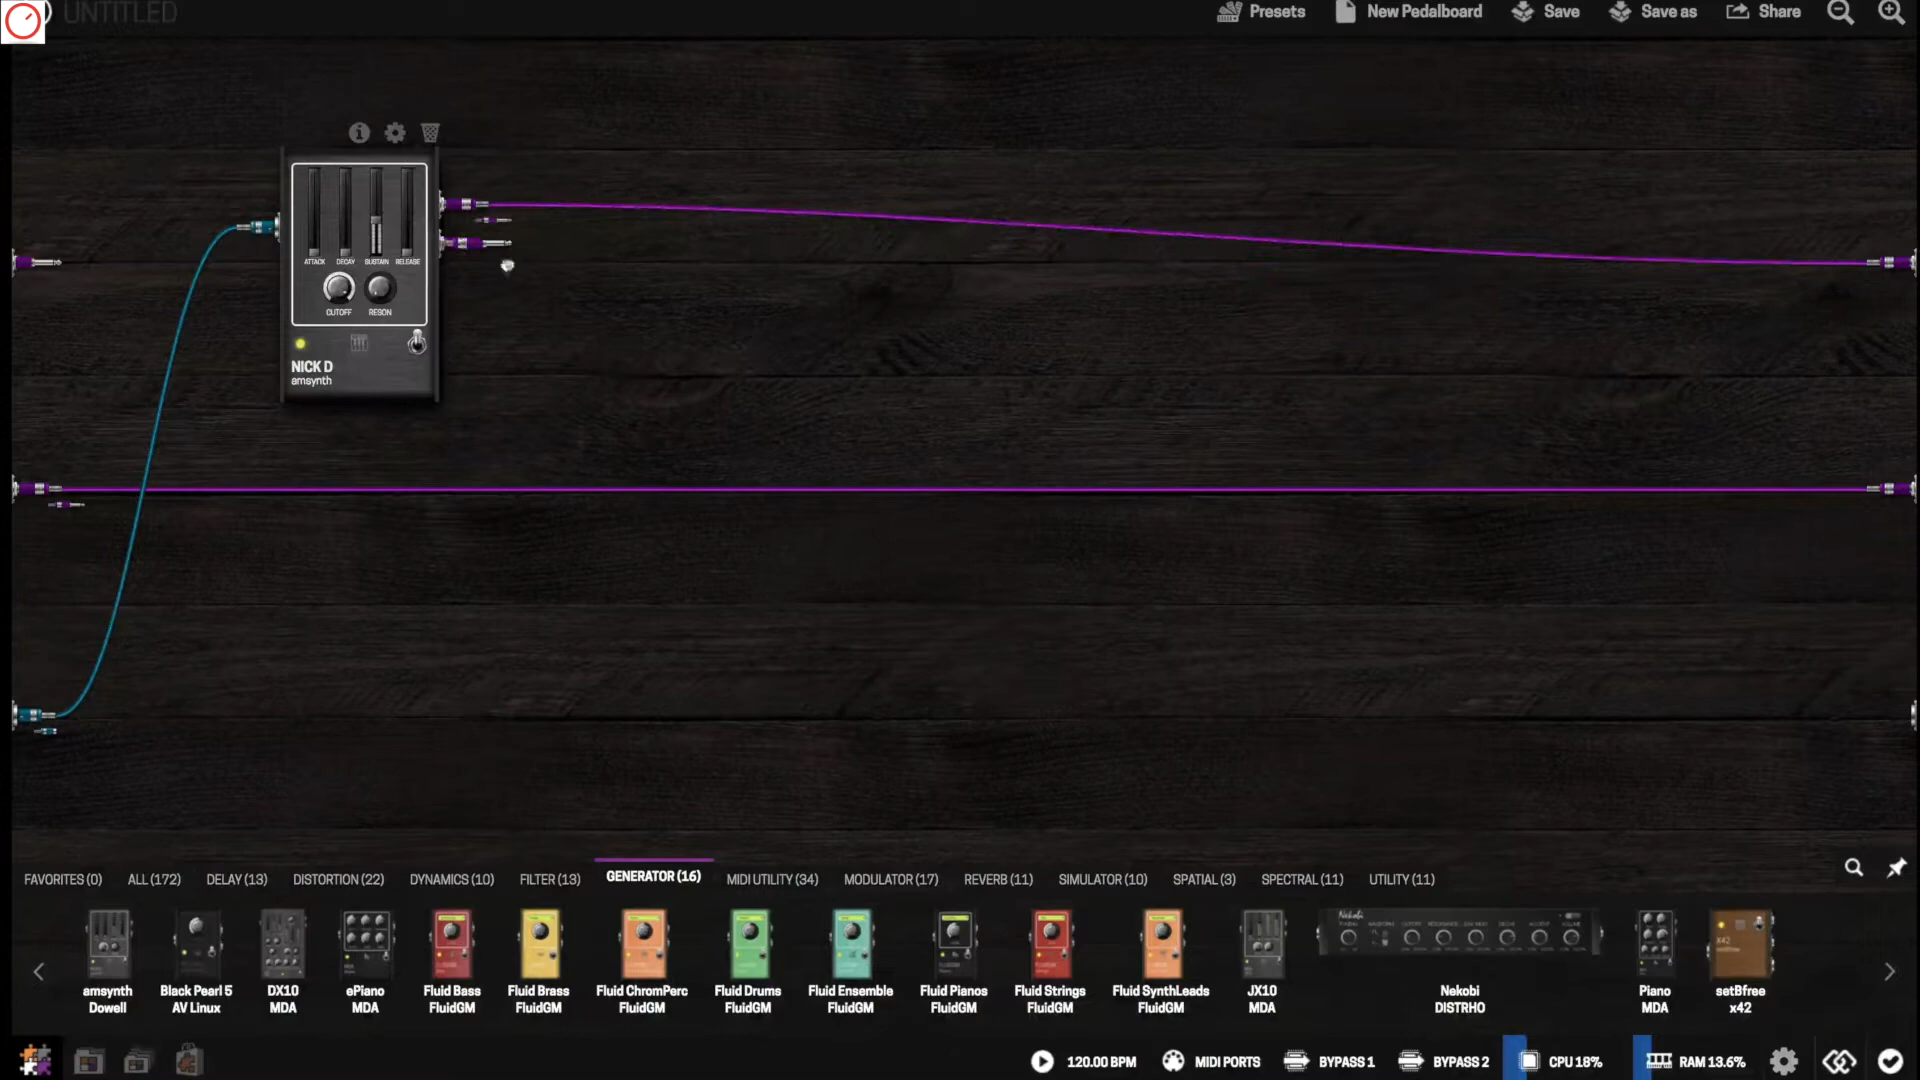 UNTITLED
Presets
New Pedalboard
Save
Save as
Share
ATTACK DECAY SUSTAIN RELEASE
CUTOFF RESON
NICK D
amsynth
FAVORITES (0)
ALL (172)
DELAY (13)
DISTORTION (22)
DYNAMICS (10)
FILTER (13)
GENERATOR (16)
MIDI UTILITY (34)
MODULATOR (17)
REVERB (11)
SIMULATOR (10)
SPATIAL (3)
SPECTRAL (11)
UTILITY (11)
Nekobi
amsynth
Dowell
Black Pearl 5
AV Linux
DX10
MDA
ePiano
MDA
Fluid Bass
FluidGM
Fluid Brass
FluidGM
Fluid ChromPerc
FluidGM
Fluid Drums
FluidGM
Fluid Ensemble
FluidGM
Fluid Pianos
FluidGM
Fluid Strings
FluidGM
Fluid SynthLeads
FluidGM
JX10
MDA
Nekobi
DISTRHO
Piano
MDA
setBfree
x42
120.00 BPM
MIDI PORTS
BYPASS 1
BYPASS 2
CPU 18%
RAM 13.6%